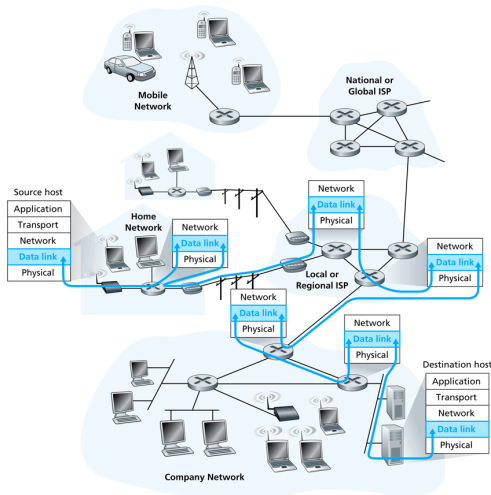 National or
Global ISP
Mobile
Network
Source host
Application
Transport
Network
Data link
Physical
Home
Network
Network
Data link
Physical
Network
Data link
Physical
Local or
Regional ISP
Network
Data link
Physical
Network
Data link
Physical
Network
Data link
Physical
Destination host
Application
Transport
Network
Data link
Physical
Company Network